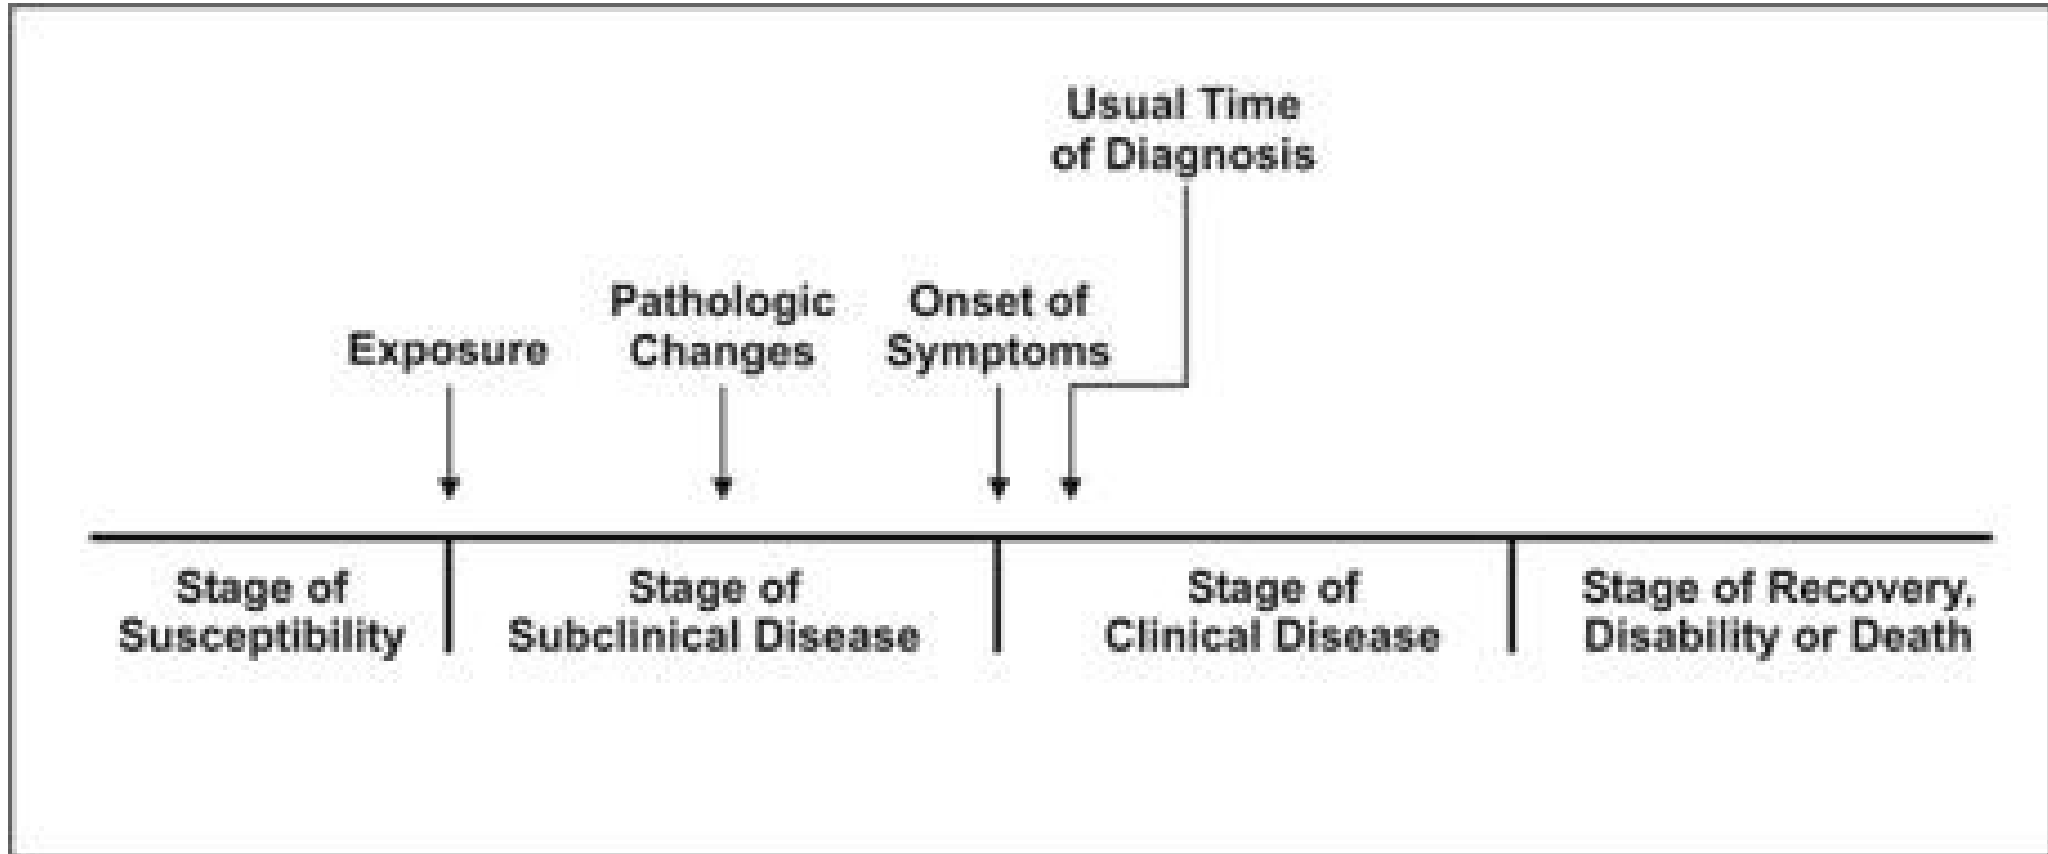 Usual Time
of Diagnosis
Exposure
Pathologic
Changes
Onset of
Symptoms
Stage of
Susceptibility
Stage of
Subclinical Disease
Stage of
Clinical Disease
Stage of Recovery,
Disability or Death